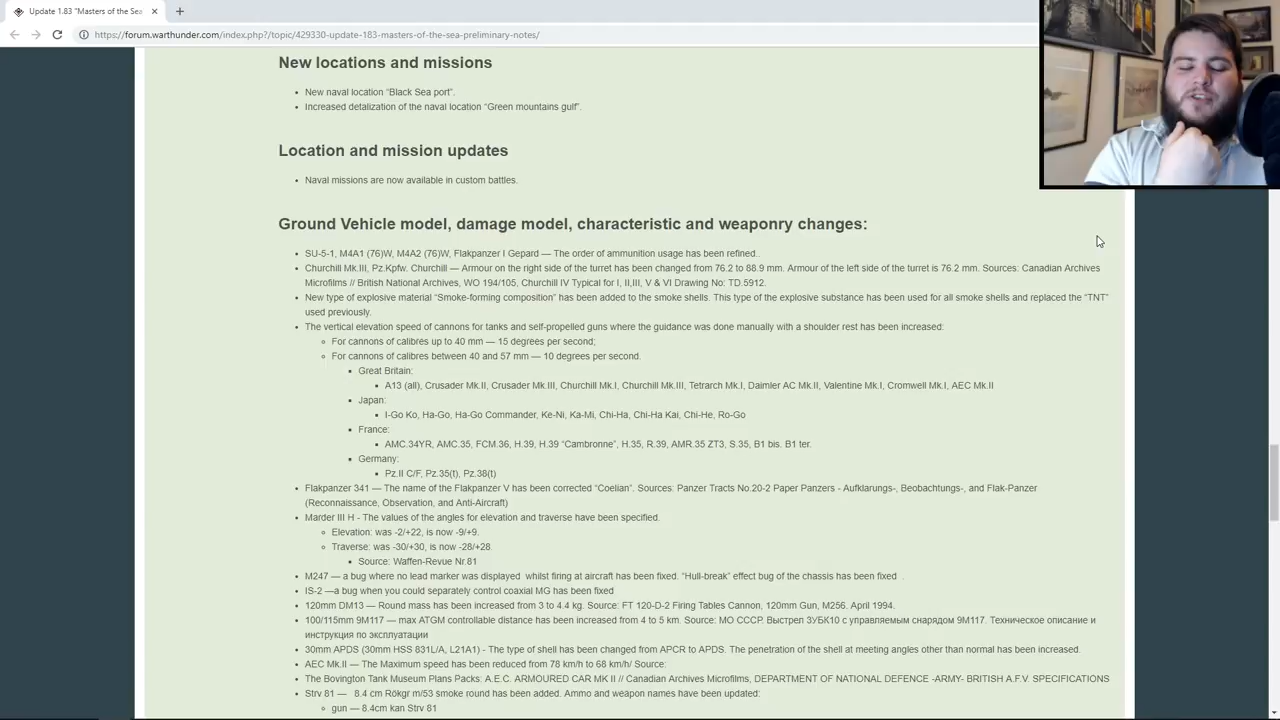 Update 1.83 "Masters of the Sea
https://forum.warthunder.com/index.php?/topic/429330-update-183-masters-of-the-sea-preliminary-notes/
New locations and missions
New naval location “Black Sea port”.
Increased detalization of the naval location “Green mountains gulf”.
Location and mission updates
Naval missions are now available in custom battles.
Ground Vehicle model, damage model, characteristic and weaponry changes:
SU-5-1, M4A1 (76)W, M4A2 (76)W, Flakpanzer I Gepard — The order of ammunition usage has been refined..
Churchill Mk.III, Pz.Kpfw. Churchill — Armour on the right side of the turret has been changed from 76.2 to 88.9 mm. Armour of the left side of the turret is 76.2 mm. Sources: Canadian Archives
Microfilms // British National Archives, WO 194/105, Churchill IV Typical for I, II,III, V & VI Drawing No: TD.5912.
New type of explosive material “Smoke-forming composition” has been added to the smoke shells. This type of the explosive substance has been used for all smoke shells and replaced the “TNT”
used previously.
The vertical elevation speed of cannons for tanks and self-propelled guns where the guidance was done manually with a shoulder rest has been increased:
For cannons of calibres up to 40 mm — 15 degrees per second;
For cannons of calibres between 40 and 57 mm — 10 degrees per second.
Great Britain:
A13 (all), Crusader Mk.II, Crusader Mk.III, Churchill Mk.I, Churchill Mk.III, Tetrarch Mk.I, Daimler AC Mk.II, Valentine Mk.I, Cromwell Mk.I, AEC Mk.II
Japan:
I-Go Ko, Ha-Go, Ha-Go Commander, Ke-Ni, Ka-Mi, Chi-Ha, Chi-Ha Kai, Chi-He, Ro-Go
France:
AMC.34YR, AMC.35, FCM.36, H.39, H.39 “Cambronne”, H.35, R.39, AMR.35 ZT3, S.35, B1 bis. B1 ter.
Germany:
Pz.II C/F, Pz.35(t), Pz.38(t)
Flakpanzer 341 — The name of the Flakpanzer V has been corrected “Coelian”. Sources: Panzer Tracts No.20-2 Paper Panzers - Aufklarungs-, Beobachtungs-, and Flak-Panzer
(Reconnaissance, Observation, and Anti-Aircraft)
Marder III H - The values of the angles for elevation and traverse have been specified.
Elevation: was -2/+22, is now -9/+9.
Traverse: was -30/+30, is now -28/+28.
Source: Waffen-Revue Nr.81
M247 — a bug where no lead marker was displayed whilst firing at aircraft has been fixed. “Hull-break” effect bug of the chassis has been fixed .
IS-2 —a bug when you could separately control coaxial MG has been fixed
120mm DM13 — Round mass has been increased from 3 to 4.4 kg. Source: FT 120-D-2 Firing Tables Cannon, 120mm Gun, M256. April 1994.
100/115mm 9M117 — max ATGM controllable distance has been increased from 4 to 5 km. Source: МО СССР. Выстрел ЗУБК10 с управляемым снарядом 9М117. Техническое описание и
инструкция по эксплуатации
30mm APDS (30mm HSS 831L/A, L21A1) - The type of shell has been changed from APCR to APDS. The penetration of the shell at meeting angles other than normal has been increased.
AEC Mk.II — The Maximum speed has been reduced from 78 km/h to 68 km/h/ Source:
The Bovington Tank Museum Plans Packs: A.E.C. ARMOURED CAR MK II // Canadian Archives Microfilms, DEPARTMENT OF NATIONAL DEFENCE -ARMY- BRITISH A.F.V. SPECIFICATIONS
Strv 81 — 8.4 cm Rökgr m/53 smoke round has been added. Ammo and weapon names have been updated:
gun — 8.4cm kan Strv 81